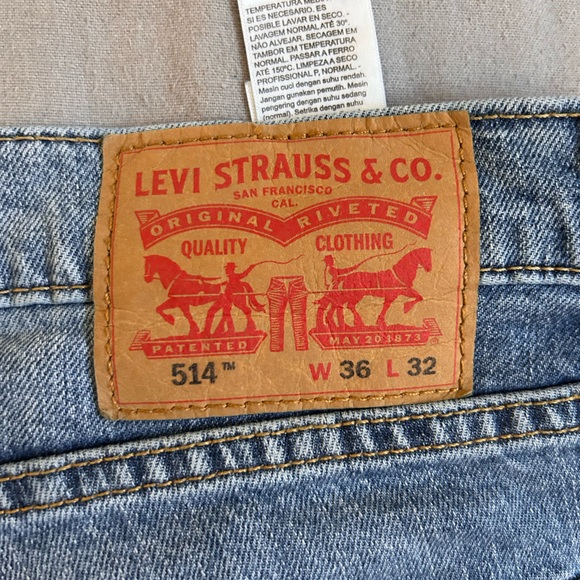 TEMPERATURA
SI ES NECESARIO. ES
POSIBLE LAVAR EN SECO. -
LAVAGEM NORMAL ATÉ 30°.
NÃO ALVEJAR. SECAGEM EM
TAMBOR EM TEMPERATURA
NORMAL. PASSAR A FERRO
ATÉ 150°C. LIMPEZA A SECO
PROFISSIONAL P, NORMAL. -
Mesin cuci dengan suhu rendah.
Jangan gunakan pemutih. Mesin
pengering dengan suhu sedang
(normal). Setrika dengan suhu
LEVI STRAUSS & CO.
SAN FRANCISCO
CAL.
ORIGINAL RIVETED
QUALITY CLOTHING
PATENTED MAY 20 1873
514™ W 36 L 32